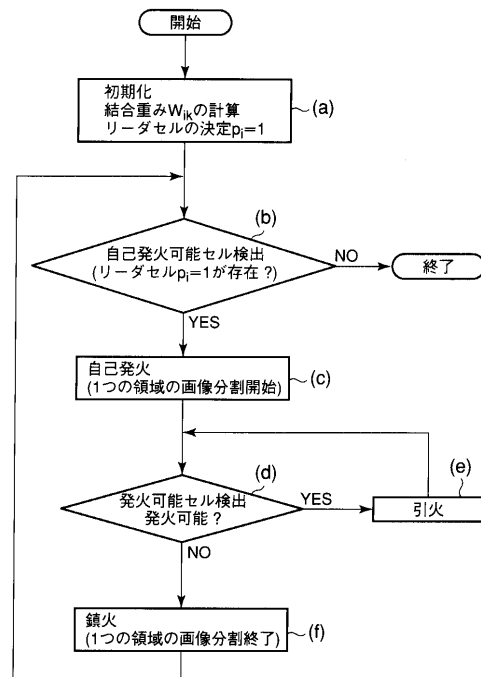 開始
初期化
結合重みWikの計算
リーダセルの決定pi=1
(a)
(b)
自己発火可能セル検出
(リーダセルpi=1が存在?)
NO
終了
YES
自己発火
(1つの領域の画像分割開始)
(c)
(d)
発火可能セル検出
発火可能?
YES
(e)
引火
NO
鎮火
(1つの領域の画像分割終了)
(f)